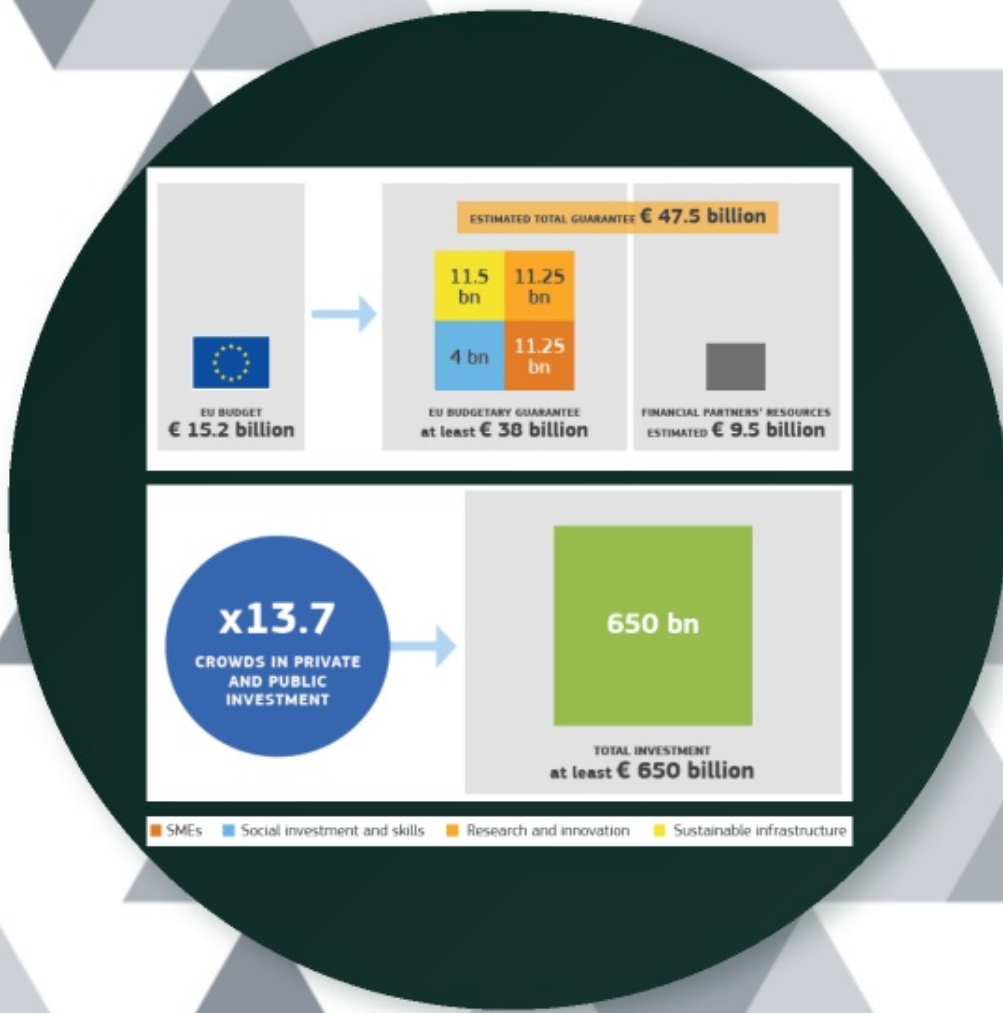 ESTIMATED TOTAL GUARANTEE € 47.5 billion
11.5
bn
11.25
bn
4 bn
11.25
bn
EU BUDGET
€ 15.2 billion
EU BUDGETARY GUARANTEE
at least € 38 billion
FINANCIAL PARTNERS' RESOURCES
ESTIMATED € 9.5 billion
x13.7
CROWDS IN PRIVATE
AND PUBLIC
INVESTMENT
650 bn
TOTAL INVESTMENT
at least € 650 billion
SMEs Social investment and skills Research and innovation Sustainable infrastructure